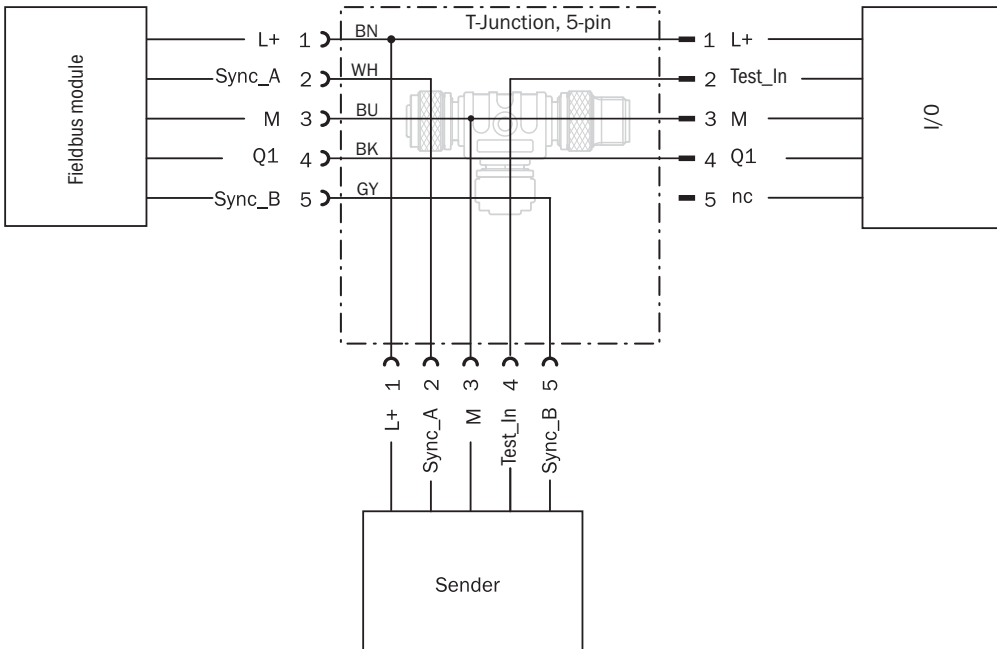 T-Junction, 5-pin
Fieldbus module
L+ 1 BN 1 L+
Sync_A 2 WH 2 Test_In
M 3 BU 3 M
Q1 4 BK 4 Q1
Sync_B 5 GY 5 nc
I/O
1 2 3 4 5
L+ Sync_A M Test_In Sync_B
Sender